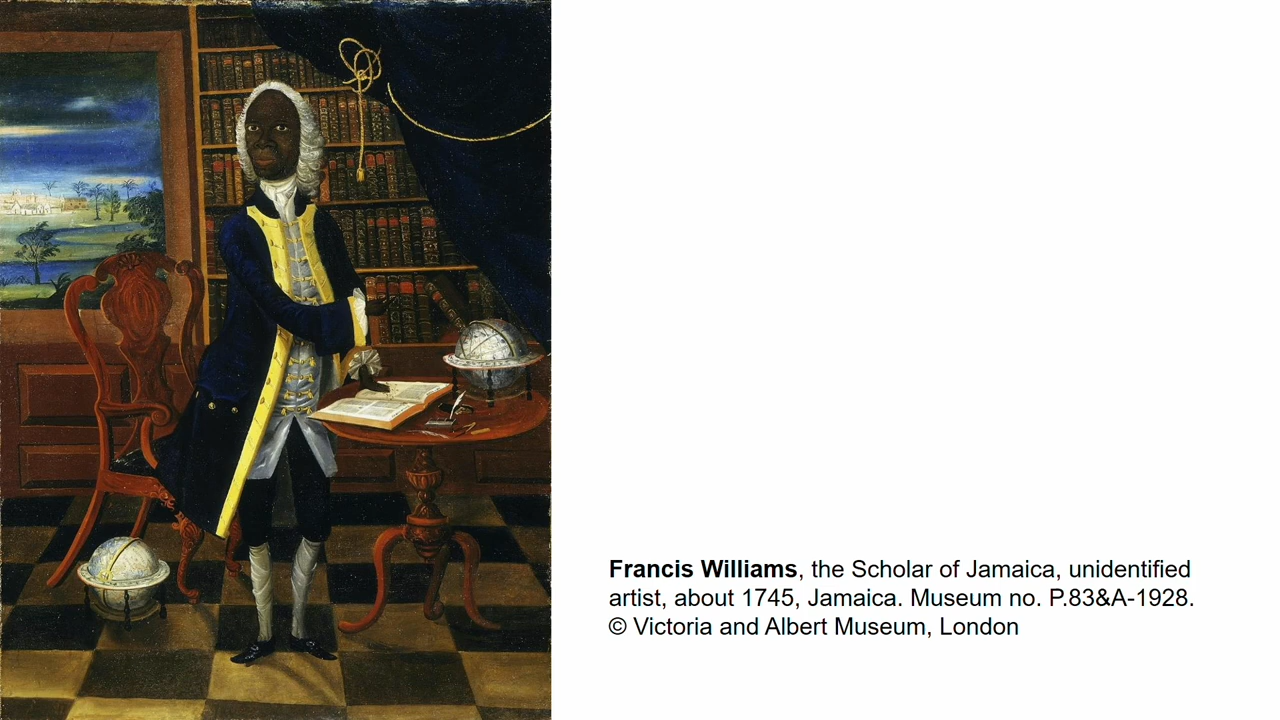 Francis Williams, the Scholar of Jamaica, unidentified
artist, about 1745, Jamaica. Museum no. P.83&A-1928.
© Victoria and Albert Museum, London